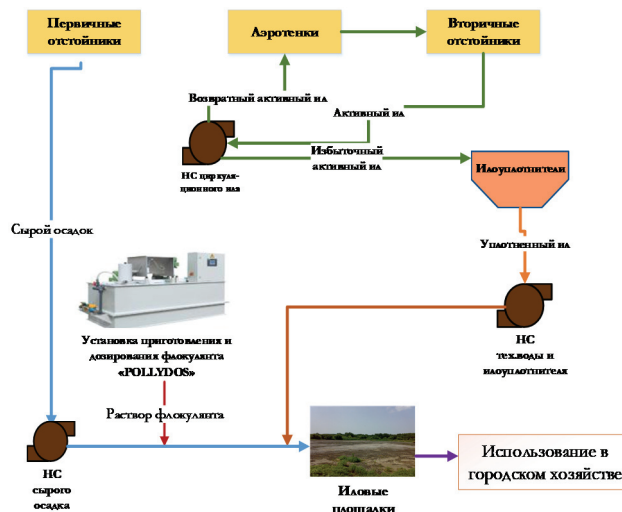 Первичные
отстойники
Аэротенки
Вторичные
отстойники
Возвратный активный ил
Активный ил
Избыточный
активный ил
НС циркуля-
ционного ила
Илоуплотнители
Сырой осадок
Уплотненный ил
Установка приготовления и
дозирования флокулянта
«POLLYDOS»
НС
тех.воды и
илоуплотнителя
Раствор флокулянта
НС
сырого
осадка
Иловые
площадки
Использование в
городском хозяйстве